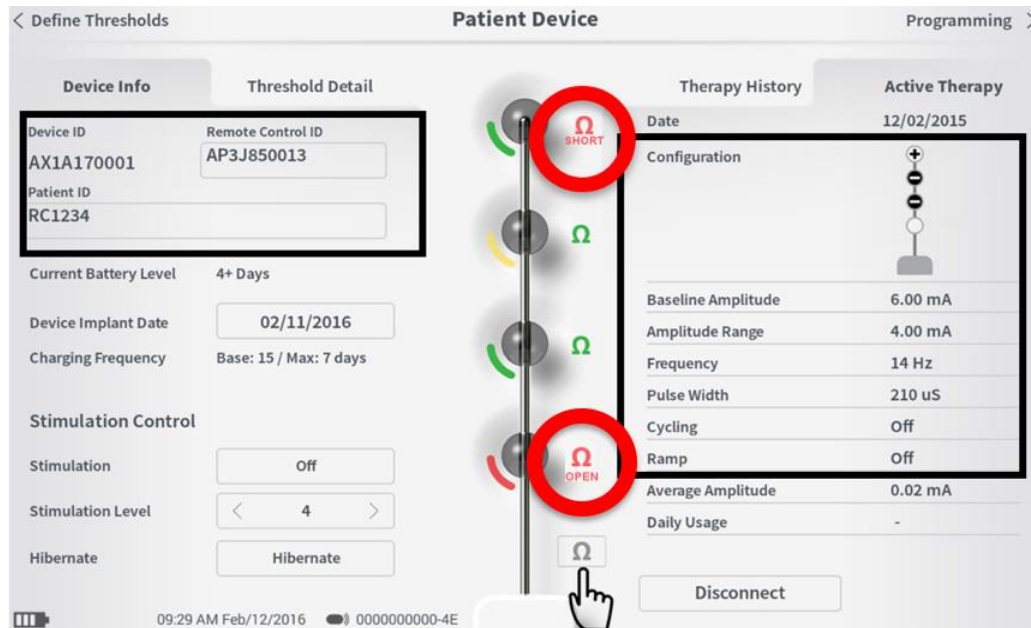 < Define Thresholds
Patient Device
Programming >
Device Info
Threshold Detail
Device ID
Remote Control ID
AX1A170001
AP3J850013
Patient ID
RC1234
Current Battery Level 4+ Days
Device Implant Date 02/11/2016
Charging Frequency Base: 15 / Max: 7 days
Stimulation Control
Stimulation Off
Stimulation Level < 4 >
Hibernate Hibernate
09:29 AM Feb/12/2016 0000000000-4E
Ω
SHORT
Ω
Ω
Ω
OPEN
Ω
Therapy History
Active Therapy
Date 12/02/2015
Configuration
Baseline Amplitude 6.00 mA
Amplitude Range 4.00 mA
Frequency 14 Hz
Pulse Width 210 uS
Cycling Off
Ramp Off
Average Amplitude 0.02 mA
Daily Usage -
Disconnect